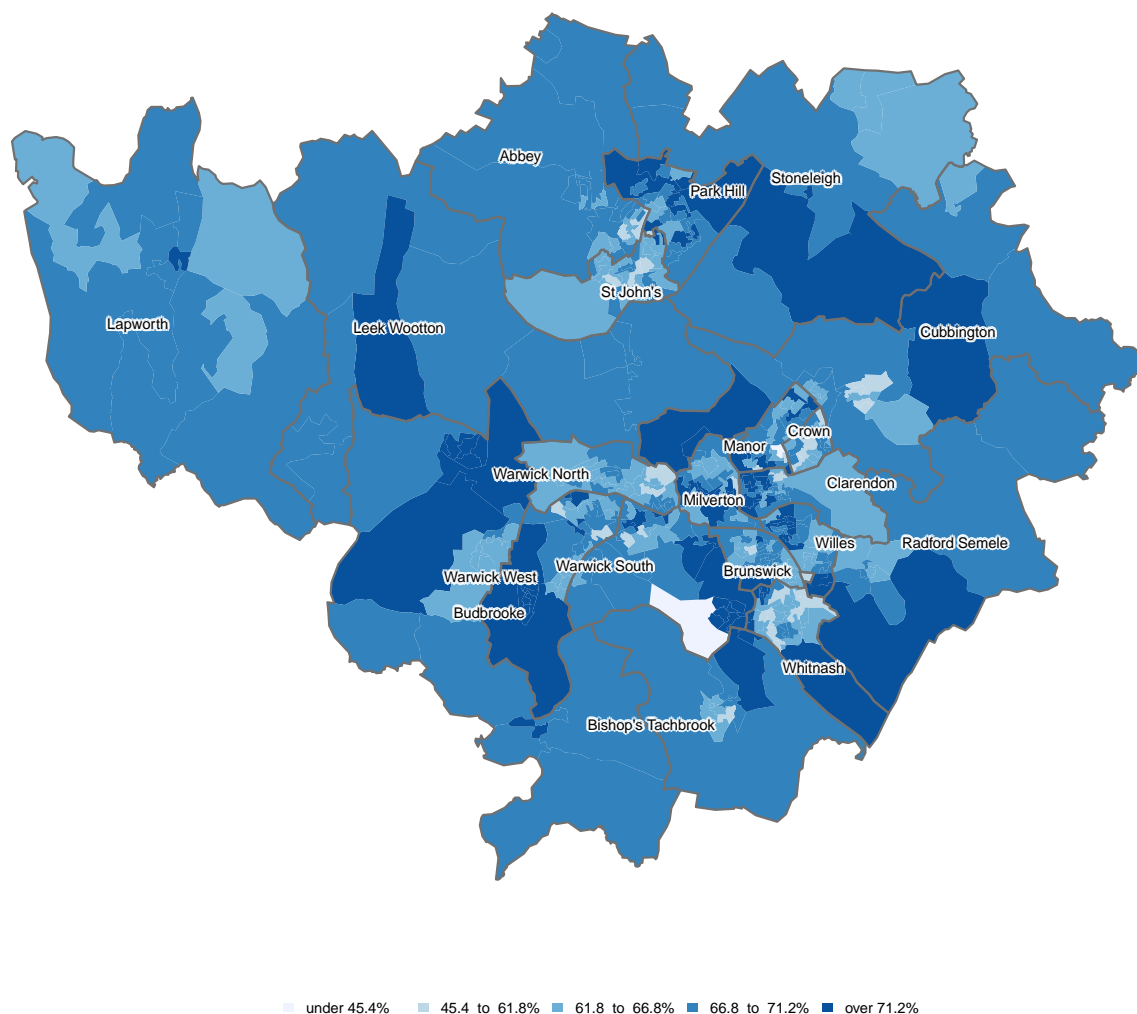 Abbey
Stoneleigh
Park Hill
St John's
Lapworth
Leek Wootton
Cubbington
Crown
Manor
Warwick North
Clarendon
Milverton
Willes
Radford Semele
Warwick South
Brunswick
Warwick West
Budbrooke
Whitnash
Bishop's Tachbrook
under 45.4% 45.4 to 61.8% 61.8 to 66.8% 66.8 to 71.2% over 71.2%